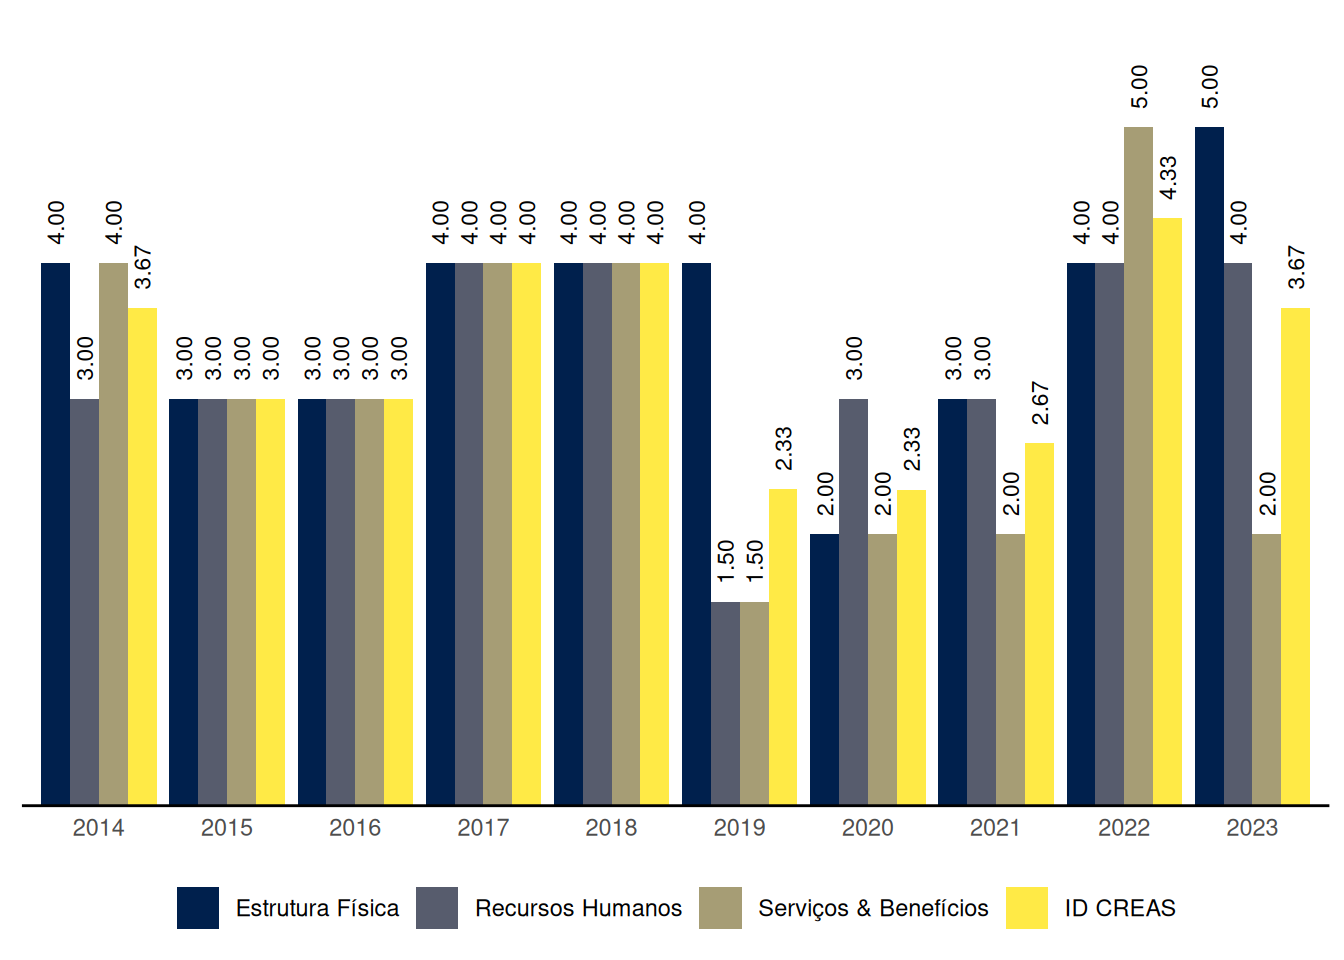 4.00 3.00 4.00 3.67
3.00 3.00 3.00 3.00
3.00 3.00 3.00 3.00
4.00 4.00 4.00 4.00
4.00 4.00 4.00 4.00
4.00 1.50 1.50 2.33
2.00 3.00 2.00 2.33
3.00 3.00 2.00 2.67
4.00 4.00 5.00 4.33
5.00 4.00 2.00 3.67
2014 2015 2016 2017 2018 2019 2020 2021 2022 2023
Estrutura Física Recursos Humanos Serviços & Benefícios ID CREAS